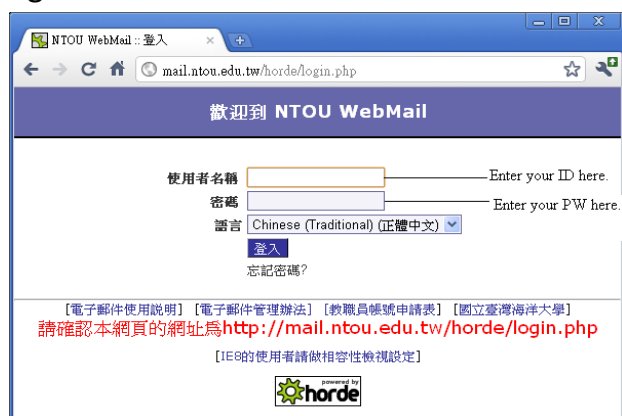 NTOU WebMail :: 登入
mail.ntou.edu.tw/horde/login.php
歡迎到 NTOU WebMail
使用者名稱 Enter your ID here.
密碼 Enter your PW here.
語言 Chinese (Traditional) (正體中文)
登入
忘記密碼?
[電子郵件使用說明] [電子郵件管理辦法] [教職員帳號申請表] [國立臺灣海洋大學]
請確認本網頁的網址為http://mail.ntou.edu.tw/horde/login.php
[IE8的使用者請做相容性檢視設定]
powered by
horde